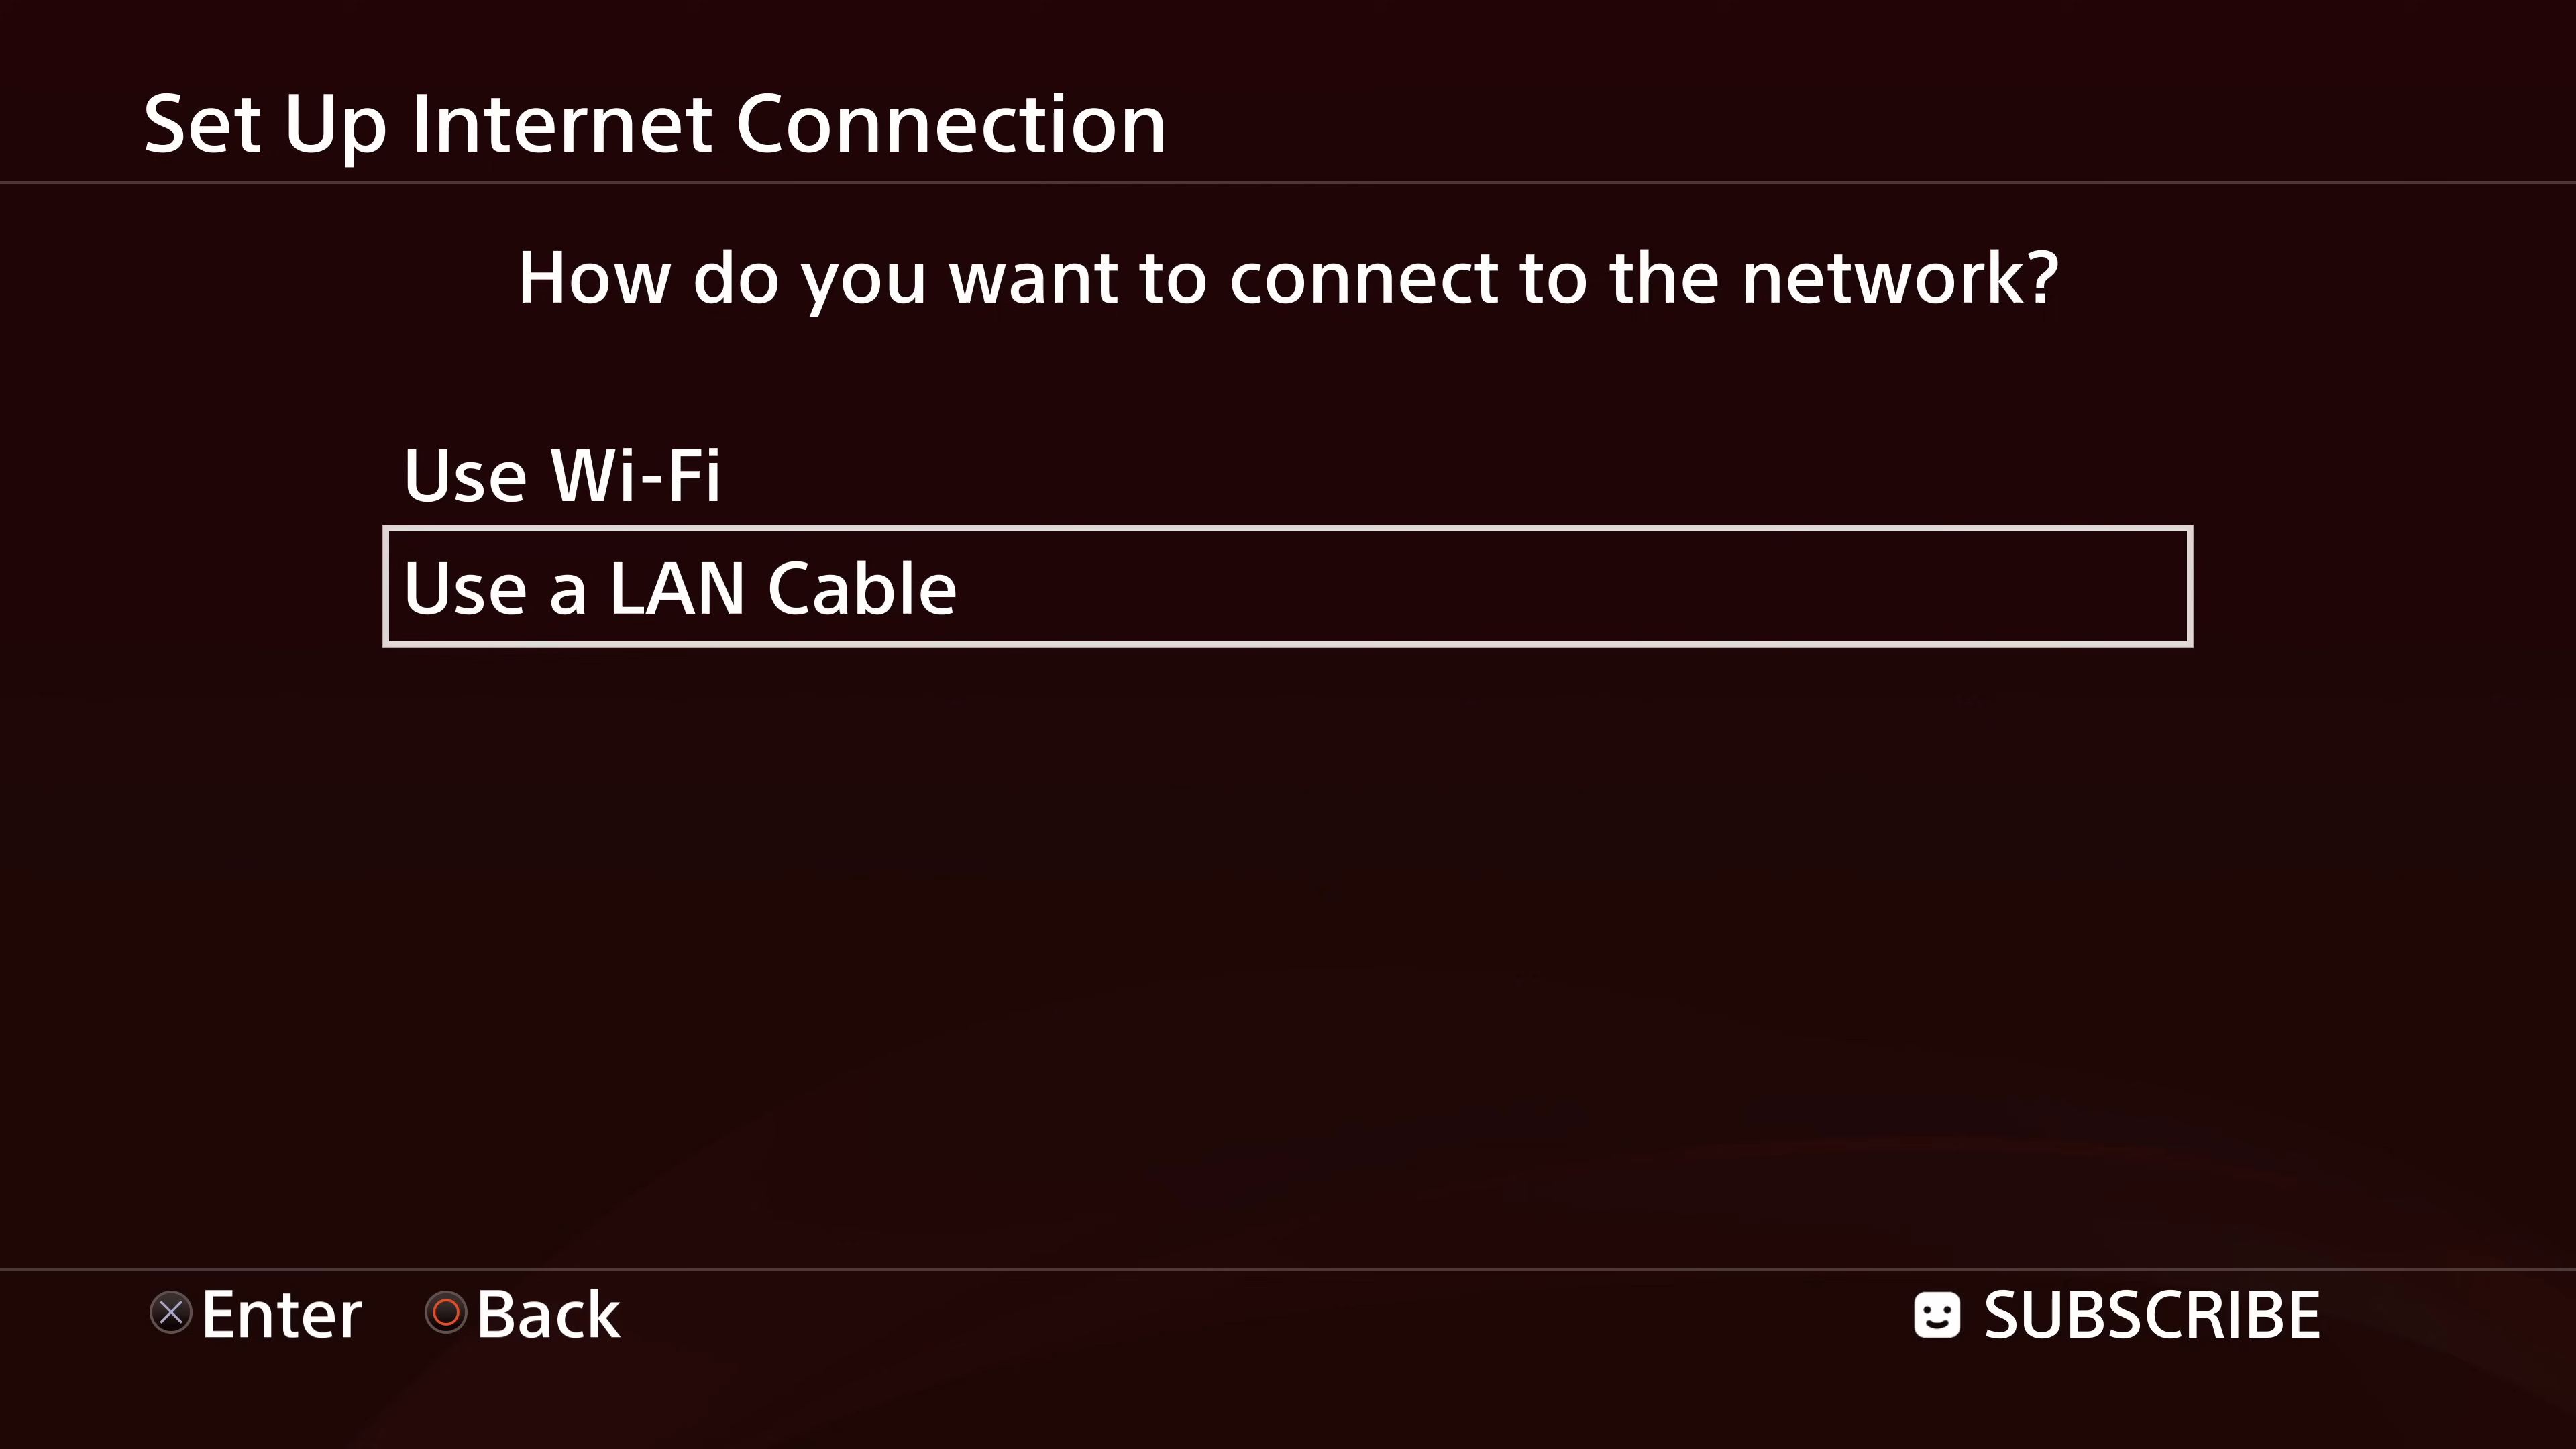 Set Up Internet Connection
How do you want to connect to the network?
Use Wi-Fi
Use a LAN Cable
Enter Back SUBSCRIBE